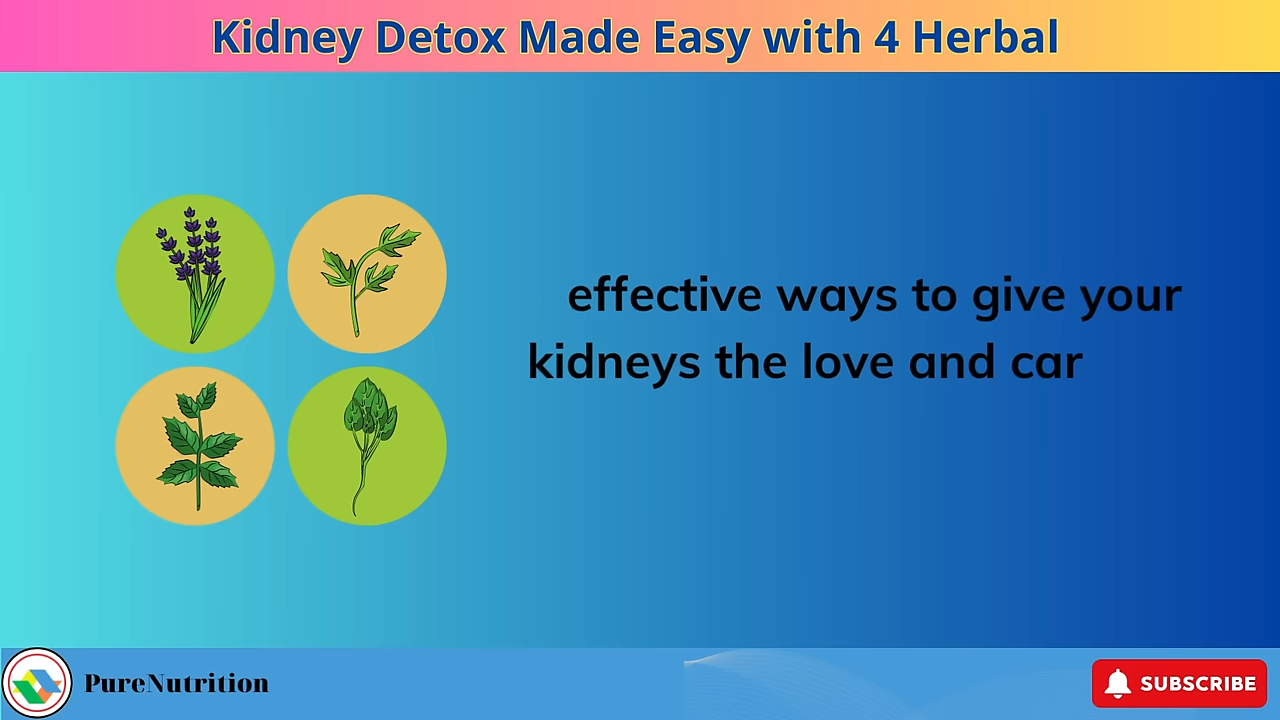 Kidney Detox Made Easy with 4 Herbal
effective ways to give your
kidneys the love and car
PureNutrition
SUBSCRIBE